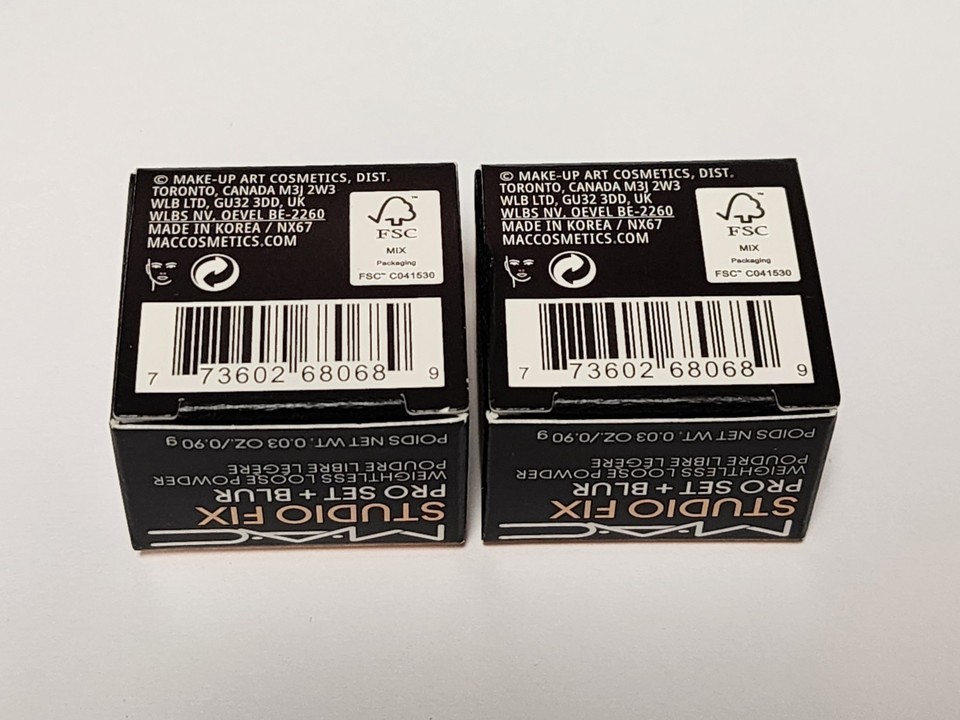 © MAKE-UP ART COSMETICS, DIST.
TORONTO, CANADA M3J 2W3
WLB LTD, GU32 3DD, UK
WLBS NV, OEVEL BE-2260
MADE IN KOREA / NX67
MACCOSMETICS.COM
FSC™
MIX
Packaging
FSC™ C041530
7 73602 68068 9
POIDS NET WT. 0.03 OZ./0.90 g
WEIGHTLESS LOOSE POWDER
POUDRE LIBRE LÉGÈRE
PRO SET + BLUR
STUDIO FIX
MAC
© MAKE-UP ART COSMETICS, DIST.
TORONTO, CANADA M3J 2W3
WLB LTD, GU32 3DD, UK
WLBS NV, OEVEL BE-2260
MADE IN KOREA / NX67
MACCOSMETICS.COM
FSC™
MIX
Packaging
FSC™ C041530
7 73602 68068 9
POIDS NET WT. 0.03 OZ./0.90 g
WEIGHTLESS LOOSE POWDER
POUDRE LIBRE LÉGÈRE
PRO SET + BLUR
STUDIO FIX
MAC